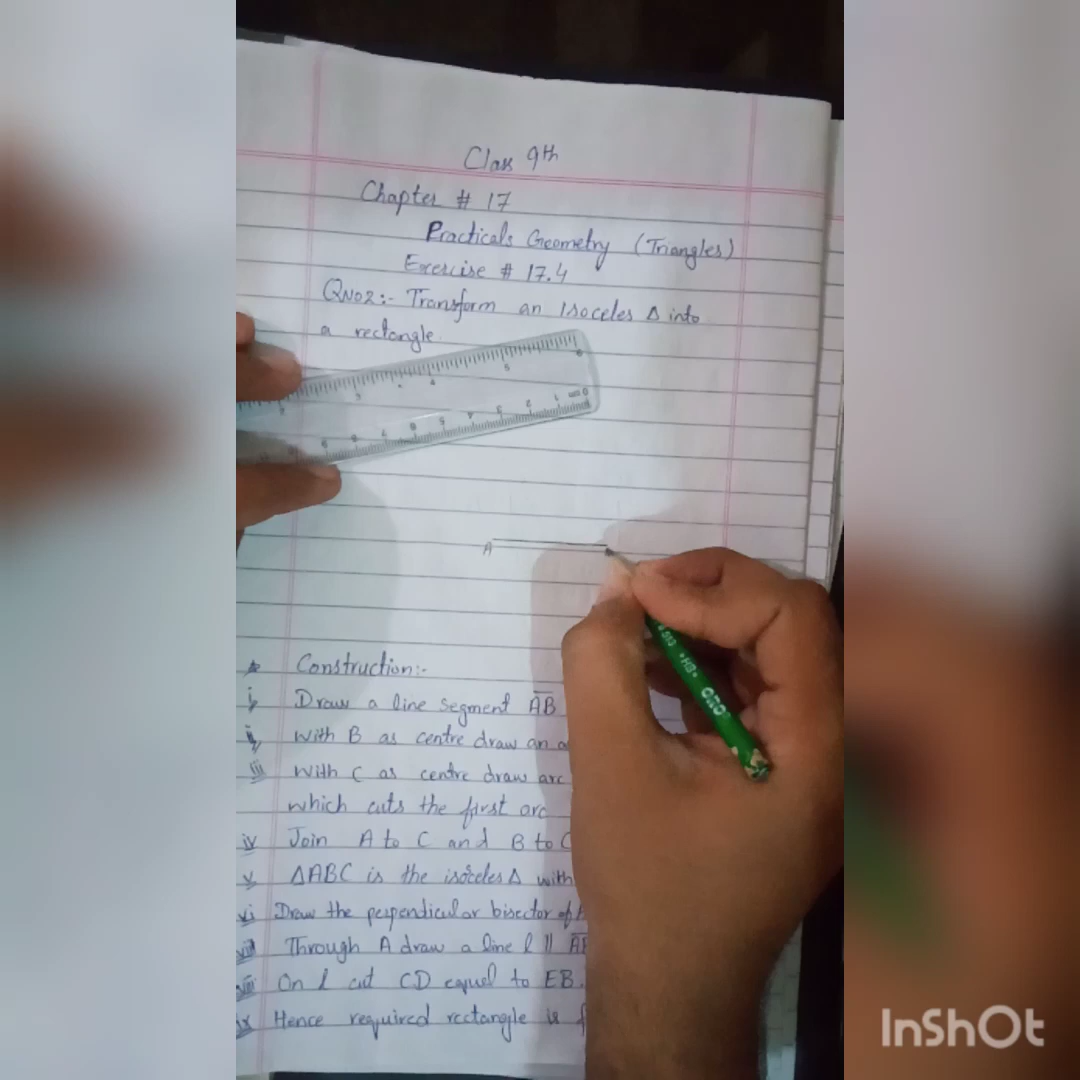 Class 9th
Chapter # 17
Practicals Geometry (Triangles)
Exercise # 17.4
QNO2:- Transform an Isoceles Δ into
a rectangle.
A
Construction:-
i, Draw a line segment AB
ii, With B as centre draw an a
iii, With C as centre draw arc
which cuts the first arc
iv, Join A to C and B to C
v, ΔABC is the isoceles Δ with
vi, Draw the perpendicular bisector of A
vii, Through A draw a line l || AB
viii, On l cut CD equal to EB.
ix, Hence required rectangle is f
ORO
InShOt